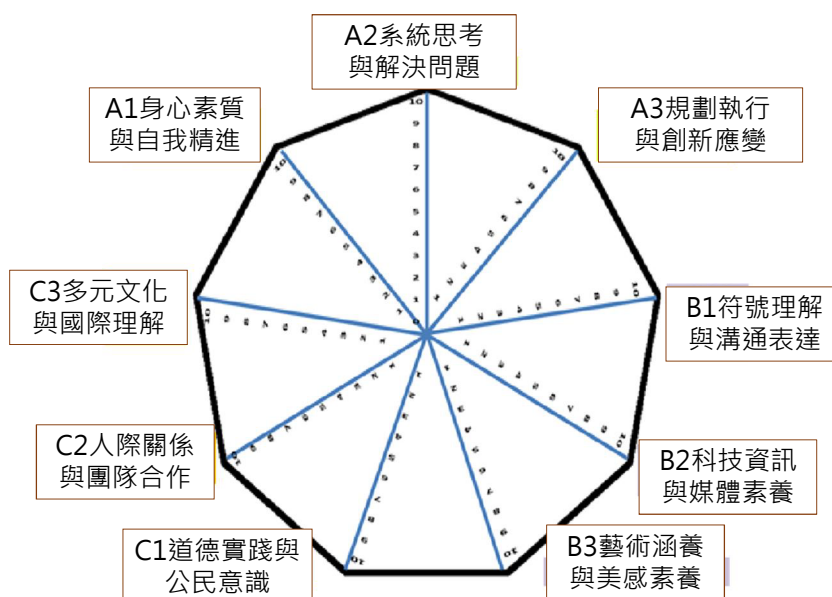 A2系統思考
與解決問題
A1身心素質
與自我精進
A3規劃執行
與創新應變
C3多元文化
與國際理解
B1符號理解
與溝通表達
C2人際關係
與團隊合作
B2科技資訊
與媒體素養
C1道德實踐與
公民意識
B3藝術涵養
與美感素養
10
9
8
7
6
5
4
3
2
1
0